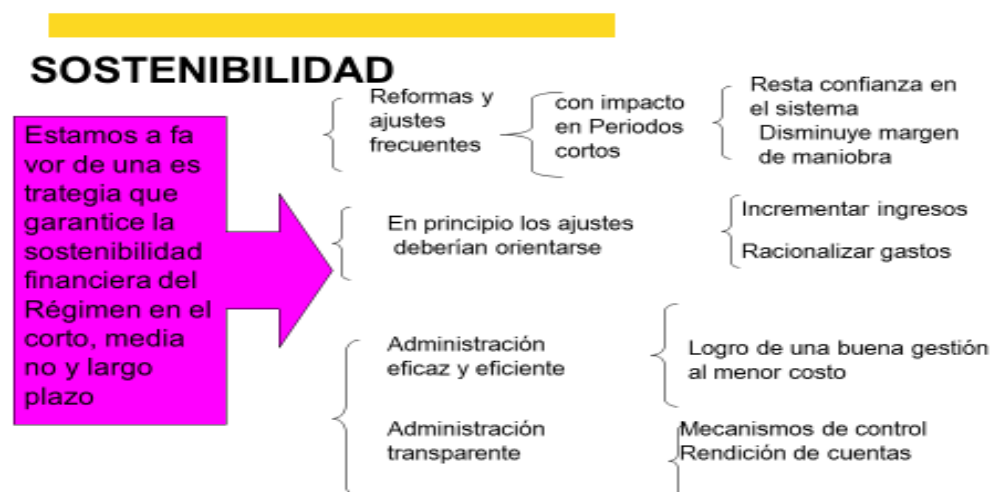 SOSTENIBILIDAD
Estamos a fa
vor de una es
trategia que
garantice la
sostenibilidad
financiera del
Régimen en el
corto, media
no y largo
plazo
Reformas y
ajustes
frecuentes
con impacto
en Periodos
cortos
Resta confianza en
el sistema
Disminuye margen
de maniobra
En principio los ajustes
deberían orientarse
Incrementar ingresos
Racionalizar gastos
Administración
eficaz y eficiente
Logro de una buena gestión
al menor costo
Administración
transparente
Mecanismos de control
Rendición de cuentas